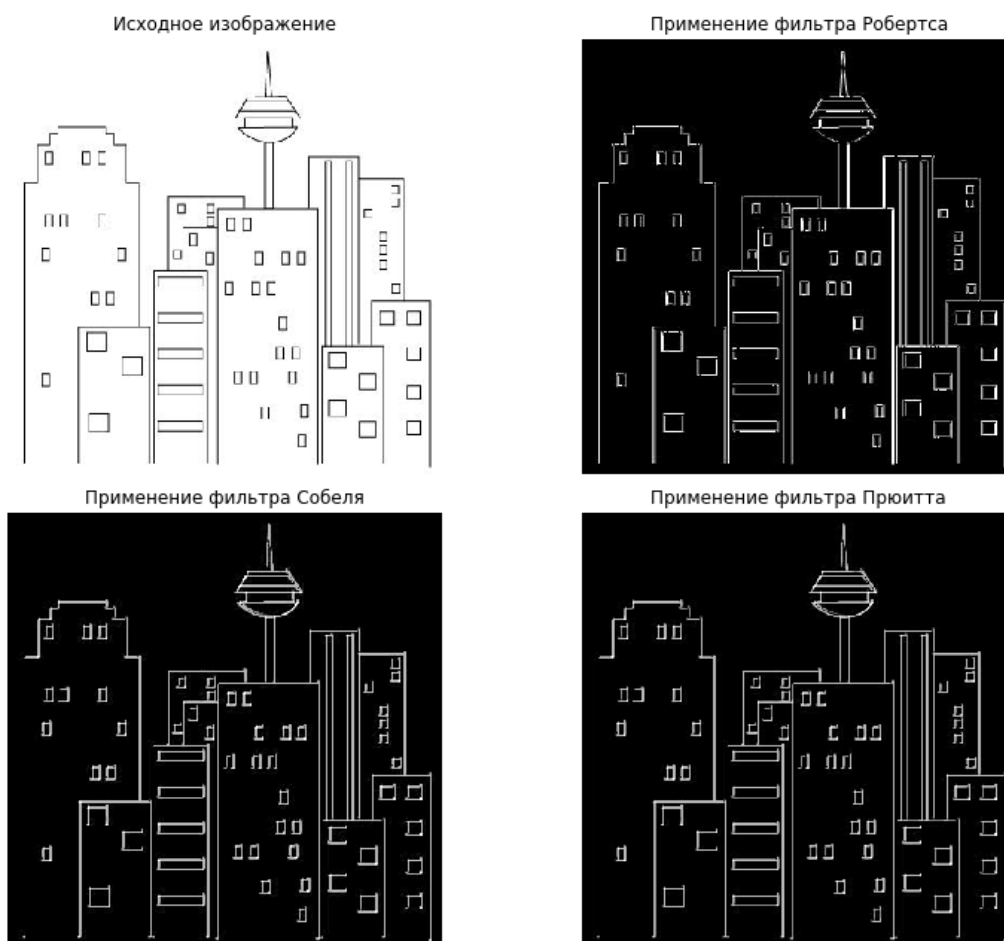 Исходное изображение
Применение фильтра Робертса
Применение фильтра Собеля
Применение фильтра Прюитта